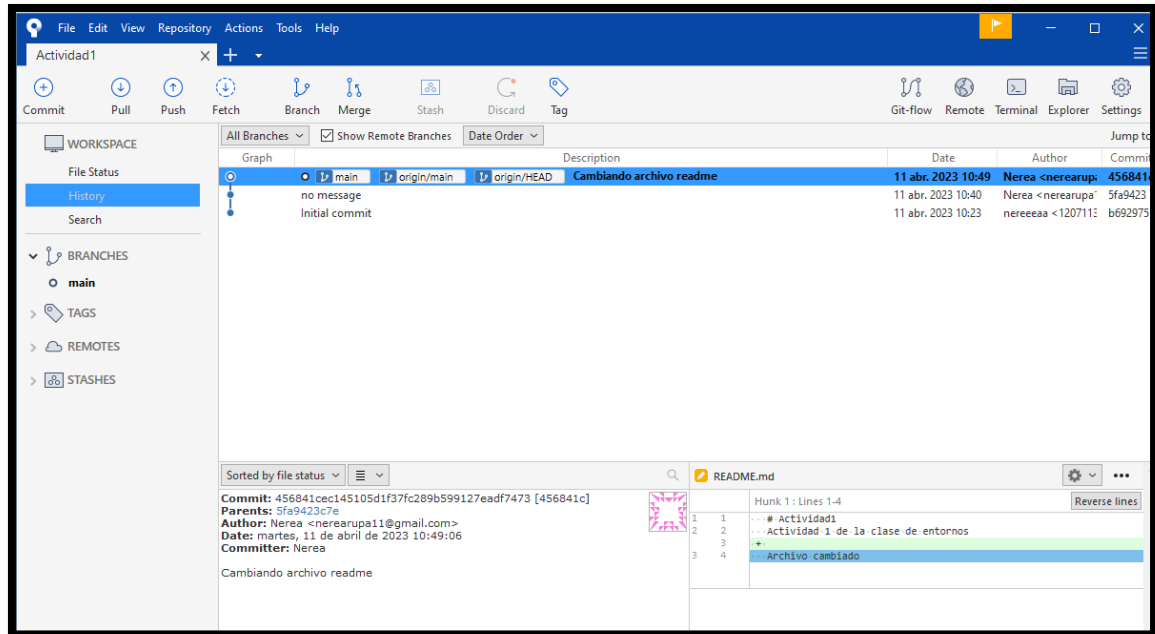 File Edit View Repository Actions Tools Help
Actividad1
Commit Pull Push Fetch Branch Merge Stash Discard Tag Git-flow Remote Terminal Explorer Settings
WORKSPACE
File Status
History
Search
BRANCHES
main
TAGS
REMOTES
STASHES
All Branches Show Remote Branches Date Order Jump to
Graph Description Date Author Commit
main origin/main origin/HEAD Cambiando archivo readme 11 abr. 2023 10:49 Nerea <nerearupa 456841
no message 11 abr. 2023 10:40 Nerea <nerearupa1 5fa9423
Initial commit 11 abr. 2023 10:23 nereeeaa <1207113 b692975
Sorted by file status
Commit: 456841cec145105d1f37fc289b599127eadf7473 [456841c]
Parents: 5fa9423c7e
Author: Nerea <nerearupa11@gmail.com>
Date: martes, 11 de abril de 2023 10:49:06
Committer: Nerea
Cambiando archivo readme
README.md
Hunk 1 : Lines 1-4 Reverse lines
1 1 # Actividad1
2 2 Actividad 1 de la clase de entornos
3 +
3 4 Archivo cambiado